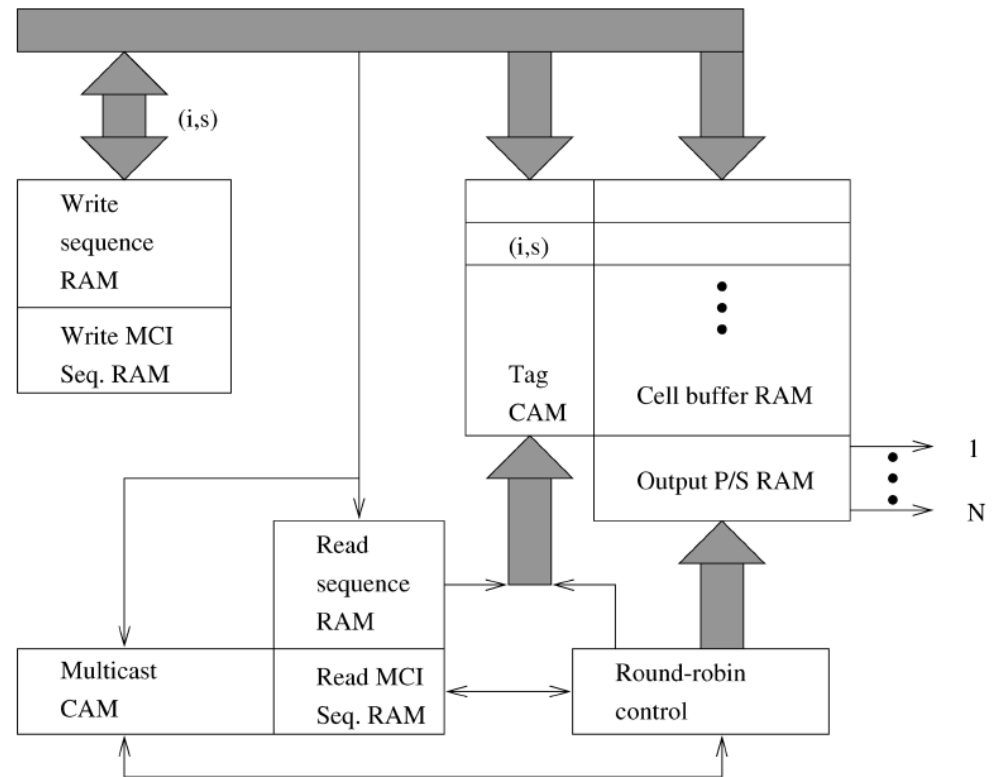 (i,s)
Write
sequence
RAM
Write MCI
Seq. RAM
(i,s)
Tag
CAM
Cell buffer RAM
Output P/S RAM
1
N
Read
sequence
RAM
Multicast
CAM
Read MCI
Seq. RAM
Round-robin
control